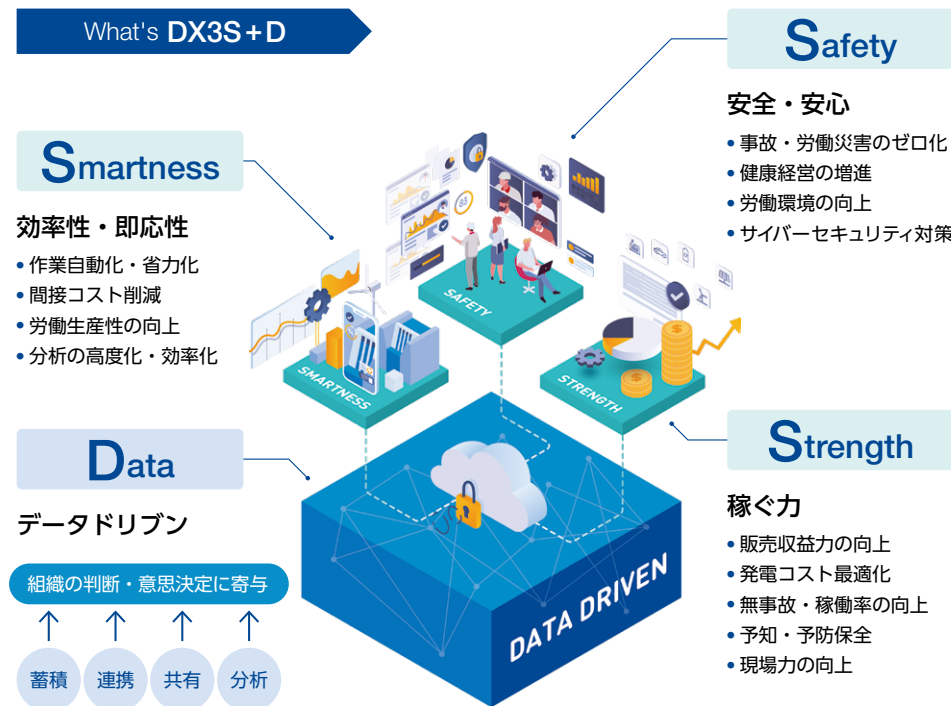 What's DX3S+D
Safety
安全・安心
• 事故・労働災害のゼロ化
• 健康経営の増進
• 労働環境の向上
• サイバーセキュリティ対策
Smartness
効率性・即応性
• 作業自動化・省力化
• 間接コスト削減
• 労働生産性の向上
• 分析の高度化・効率化
SAFETY
SMARTNESS
STRENGTH
Data
データドリブン
組織の判断・意思決定に寄与
蓄積 連携 共有 分析
DATA DRIVEN
Strength
稼ぐ力
• 販売収益力の向上
• 発電コスト最適化
• 無事故・稼働率の向上
• 予知・予防保全
• 現場力の向上